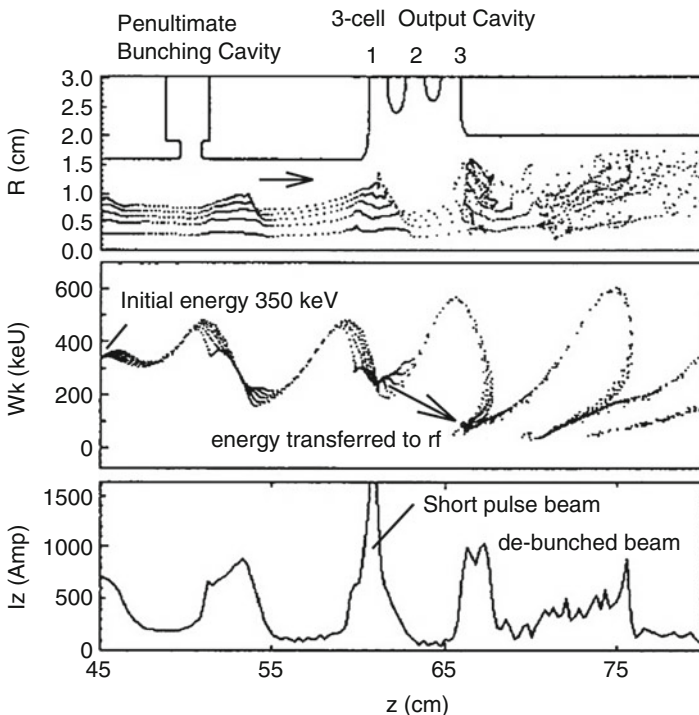 Penultimate
Bunching Cavity
3-cell Output Cavity
1 2 3
3.0
2.5
2.0
1.5
1.0
0.5
0.0
R (cm)
600
400
200
0
Wk (keU)
Initial energy 350 keV
energy transferred to rf
1500
1000
500
0
Iz (Amp)
Short pulse beam
de-bunched beam
45 55 65 75
z (cm)